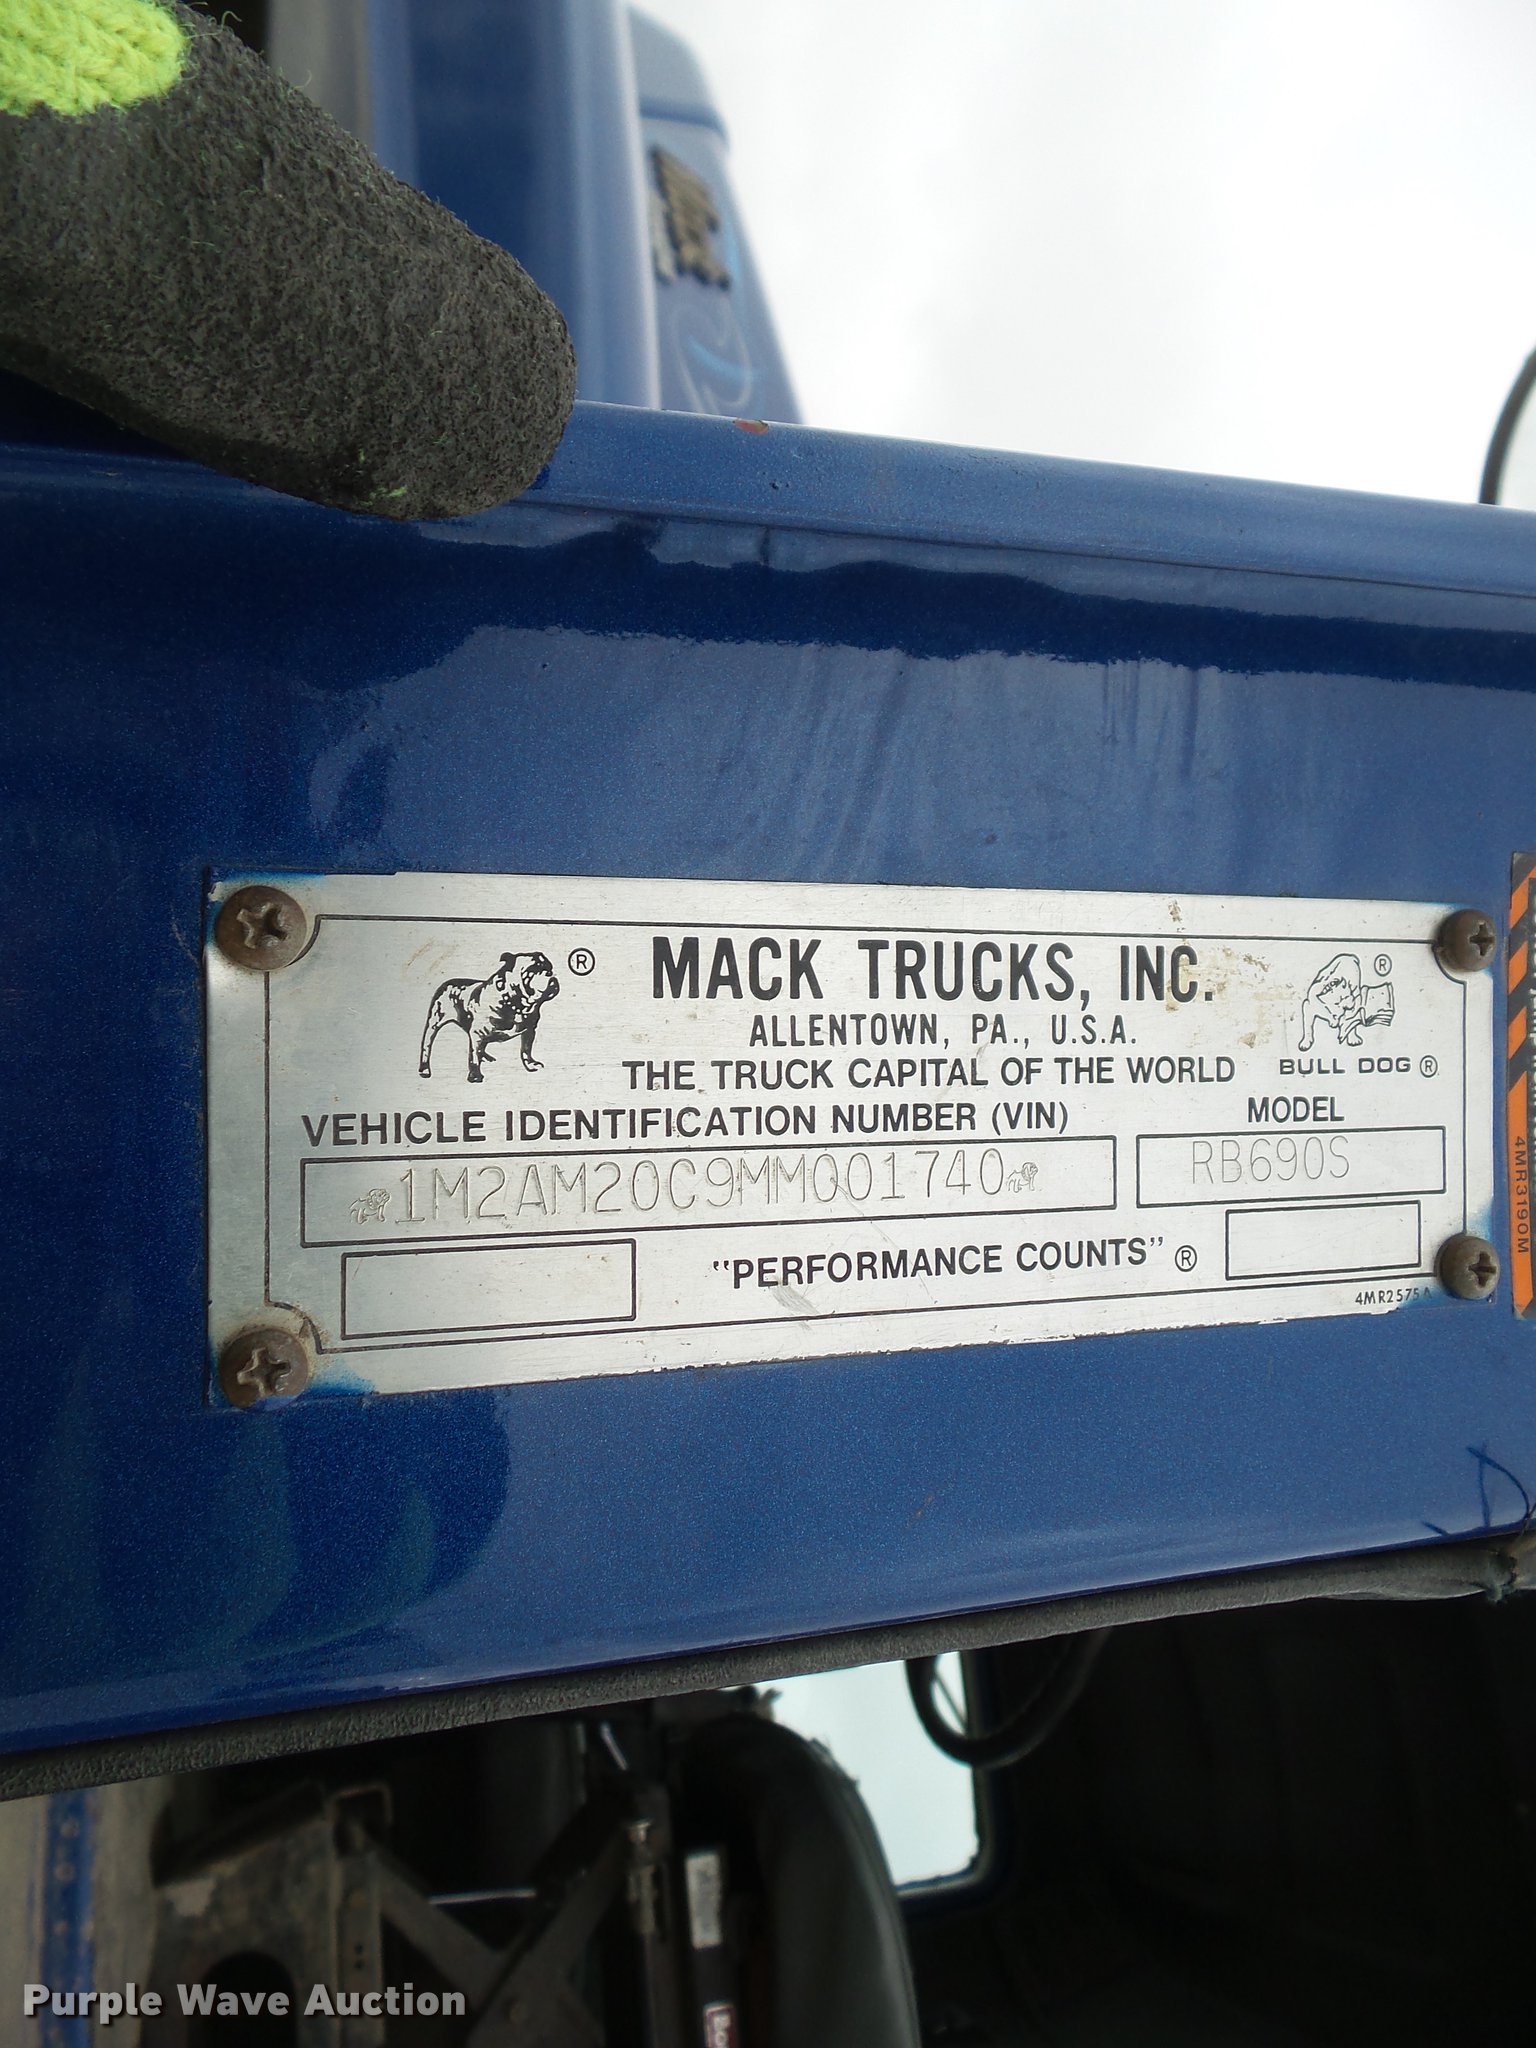 ® MACK TRUCKS, INC. ®
ALLENTOWN, PA., U.S.A.
THE TRUCK CAPITAL OF THE WORLD
BULL DOG ®
VEHICLE IDENTIFICATION NUMBER (VIN)
MODEL
1M2AM20C9MM001740
RB690S
"PERFORMANCE COUNTS" ®
4MR2575A
4MR3190M
Purple Wave Auction